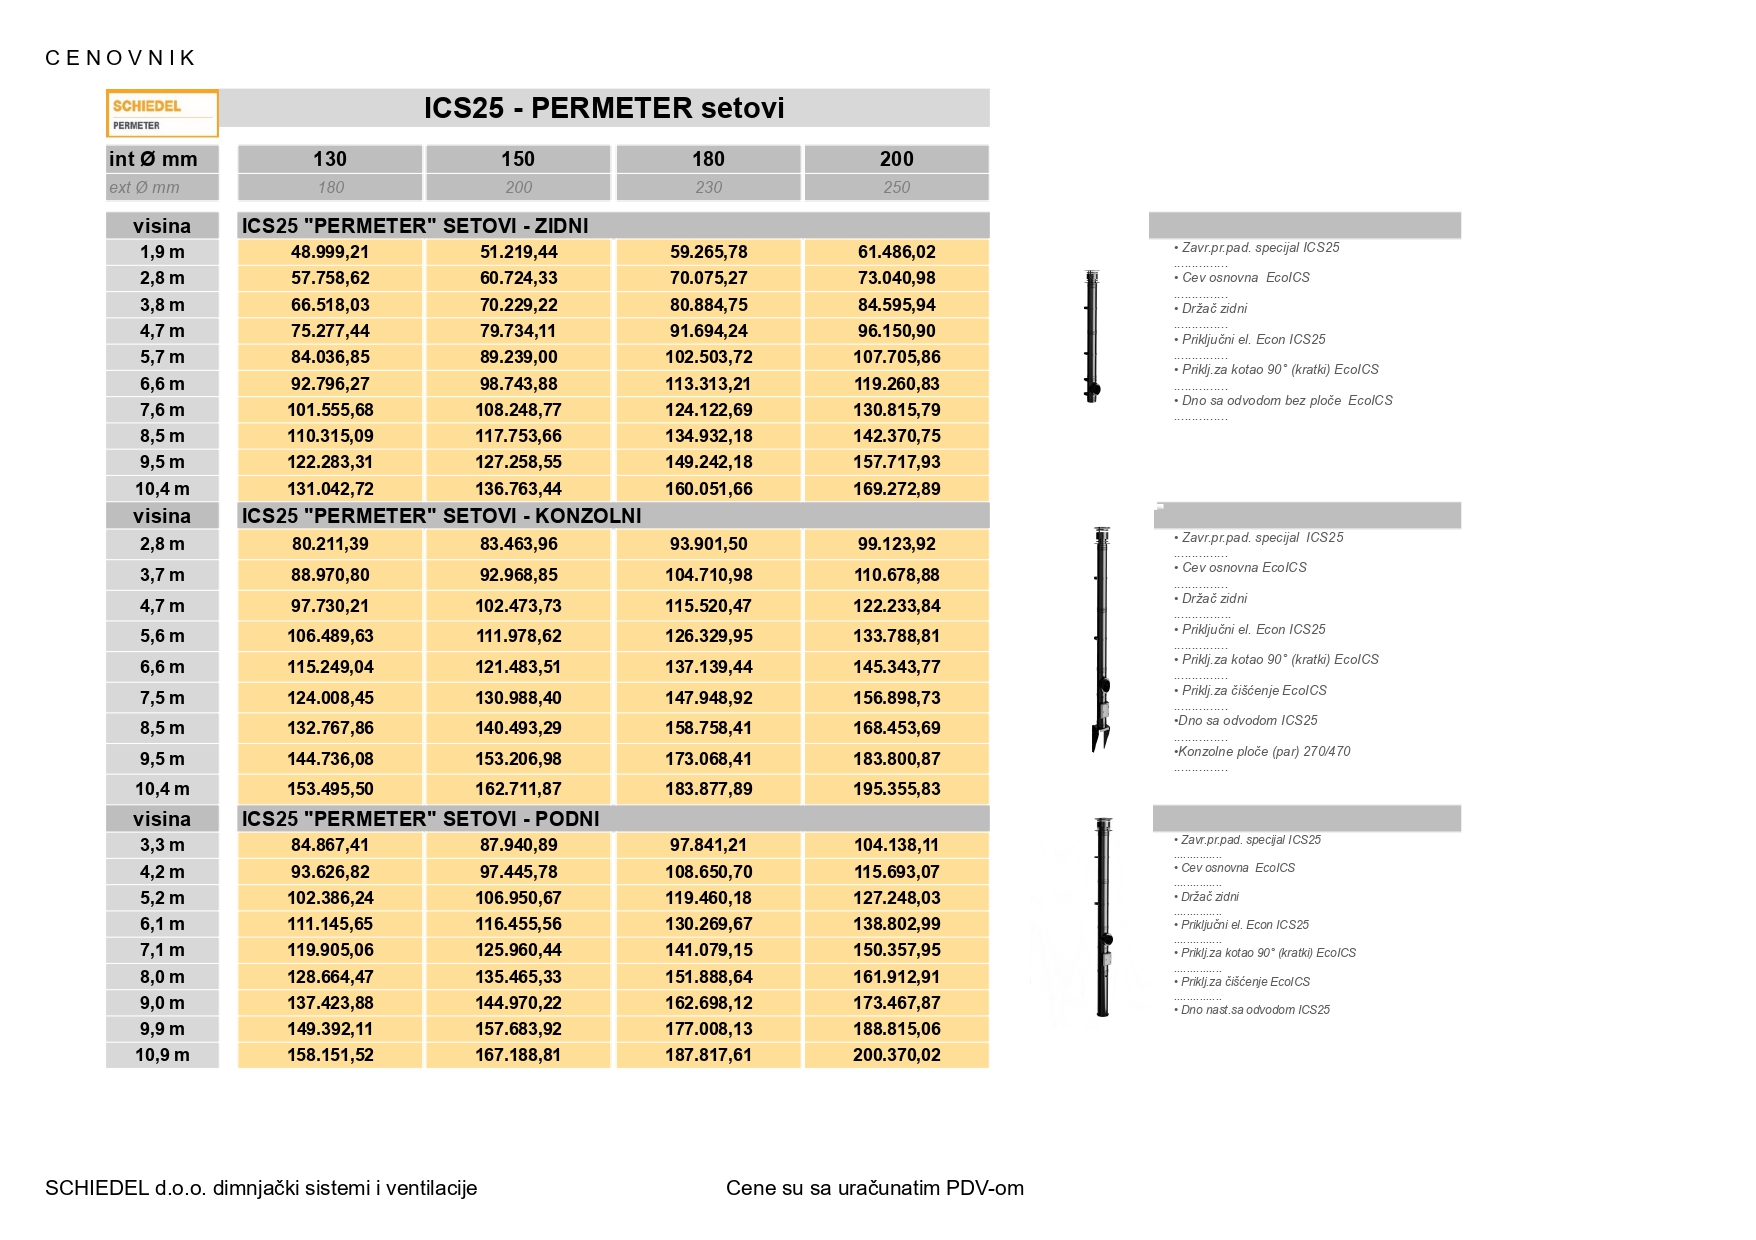 CENOVNIK
SCHIEDEL
PERMETER
ICS25 - PERMETER setovi
int Ø mm 130 150 180 200
ext Ø mm 180 200 230 250
visina ICS25 "PERMETER" SETOVI - ZIDNI
1,9 m 48.999,21 51.219,44 59.265,78 61.486,02
2,8 m 57.758,62 60.724,33 70.075,27 73.040,98
3,8 m 66.518,03 70.229,22 80.884,75 84.595,94
4,7 m 75.277,44 79.734,11 91.694,24 96.150,90
5,7 m 84.036,85 89.239,00 102.503,72 107.705,86
6,6 m 92.796,27 98.743,88 113.313,21 119.260,83
7,6 m 101.555,68 108.248,77 124.122,69 130.815,79
8,5 m 110.315,09 117.753,66 134.932,18 142.370,75
9,5 m 122.283,31 127.258,55 149.242,18 157.717,93
10,4 m 131.042,72 136.763,44 160.051,66 169.272,89
• Zavr.pr.pad. specijal ICS25
...............
• Cev osnovna  EcoICS
...............
• Držač zidni
...............
• Priključni el. Econ ICS25
...............
• Priklj.za kotao 90° (kratki) EcoICS
...............
• Dno sa odvodom bez ploče  EcoICS
...............
visina ICS25 "PERMETER" SETOVI - KONZOLNI
2,8 m 80.211,39 83.463,96 93.901,50 99.123,92
3,7 m 88.970,80 92.968,85 104.710,98 110.678,88
4,7 m 97.730,21 102.473,73 115.520,47 122.233,84
5,6 m 106.489,63 111.978,62 126.329,95 133.788,81
6,6 m 115.249,04 121.483,51 137.139,44 145.343,77
7,5 m 124.008,45 130.988,40 147.948,92 156.898,73
8,5 m 132.767,86 140.493,29 158.758,41 168.453,69
9,5 m 144.736,08 153.206,98 173.068,41 183.800,87
10,4 m 153.495,50 162.711,87 183.877,89 195.355,83
• Zavr.pr.pad. specijal  ICS25
...............
• Cev osnovna EcoICS
...............
• Držač zidni
................
• Priključni el. Econ ICS25
...............
• Priklj.za kotao 90° (kratki) EcoICS
...............
• Priklj.za čišćenje EcoICS
...............
•Dno sa odvodom ICS25
...............
•Konzolne ploče (par) 270/470
...............
visina ICS25 "PERMETER" SETOVI - PODNI
3,3 m 84.867,41 87.940,89 97.841,21 104.138,11
4,2 m 93.626,82 97.445,78 108.650,70 115.693,07
5,2 m 102.386,24 106.950,67 119.460,18 127.248,03
6,1 m 111.145,65 116.455,56 130.269,67 138.802,99
7,1 m 119.905,06 125.960,44 141.079,15 150.357,95
8,0 m 128.664,47 135.465,33 151.888,64 161.912,91
9,0 m 137.423,88 144.970,22 162.698,12 173.467,87
9,9 m 149.392,11 157.683,92 177.008,13 188.815,06
10,9 m 158.151,52 167.188,81 187.817,61 200.370,02
• Zavr.pr.pad. specijal ICS25
...............
• Cev osnovna  EcoICS
...............
• Držač zidni
...............
• Priključni el. Econ ICS25
...............
• Priklj.za kotao 90° (kratki) EcoICS
...............
• Priklj.za čišćenje EcoICS
...............
• Dno nast.sa odvodom ICS25
SCHIEDEL d.o.o. dimnjački sistemi i ventilacije
Cene su sa uračunatim PDV-om